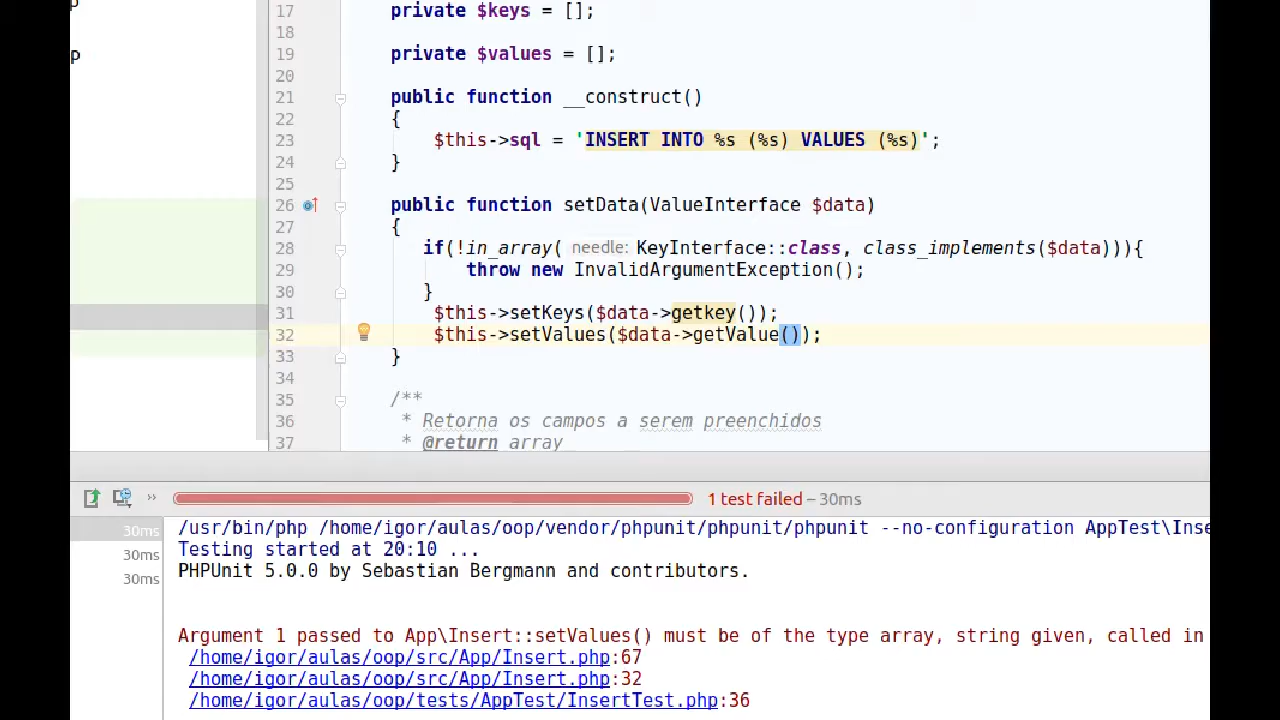 p
17 private $keys = [];
18
p
19 private $values = [];
20
21 public function __construct()
22 {
23 $this->sql = 'INSERT INTO %s (%s) VALUES (%s)';
24 }
25
26 public function setData(ValueInterface $data)
27 {
28 if(!in_array( needle: KeyInterface::class, class_implements($data))){
29 throw new InvalidArgumentException();
30 }
31 $this->setKeys($data->getkey());
32 $this->setValues($data->getValue());
33 }
34
35 /**
36 * Retorna os campos a serem preenchidos
37 * @return array
» 1 test failed – 30ms
30ms /usr/bin/php /home/igor/aulas/oop/vendor/phpunit/phpunit/phpunit --no-configuration AppTest\Inse
30ms Testing started at 20:10 ...
30ms PHPUnit 5.0.0 by Sebastian Bergmann and contributors.
Argument 1 passed to App\Insert::setValues() must be of the type array, string given, called in
/home/igor/aulas/oop/src/App/Insert.php:67
/home/igor/aulas/oop/src/App/Insert.php:32
/home/igor/aulas/oop/tests/AppTest/InsertTest.php:36